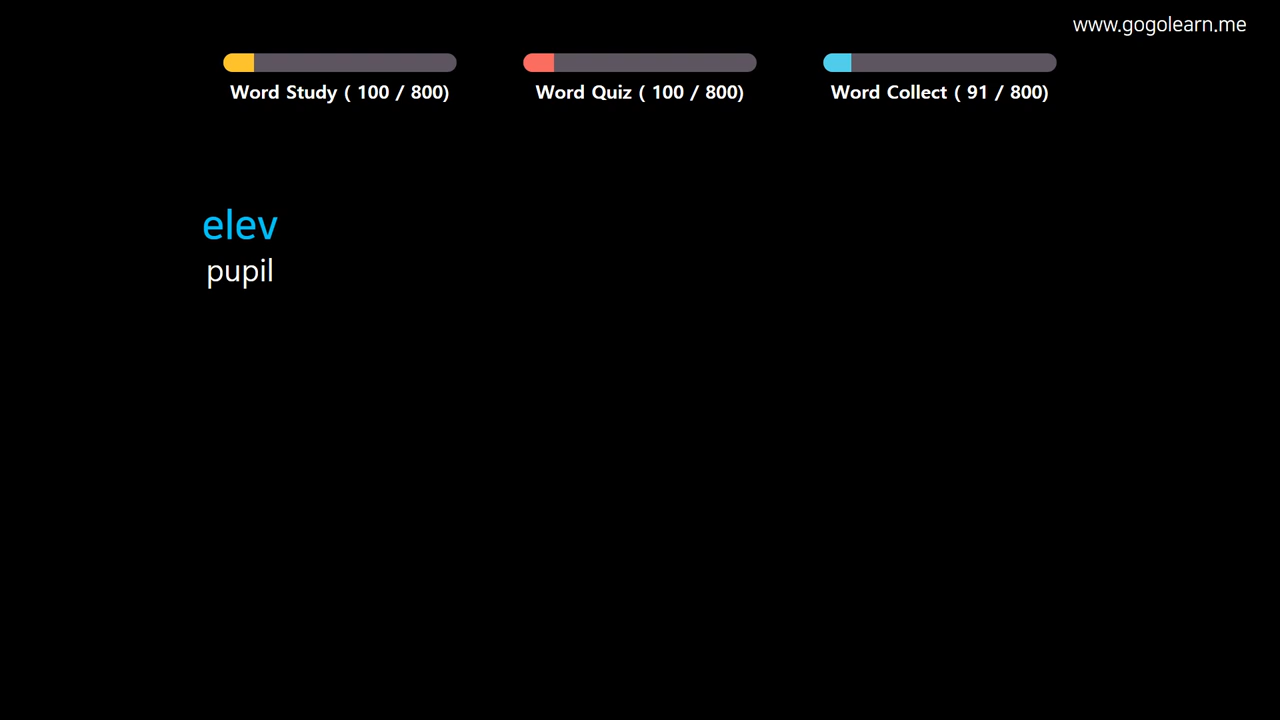 www.gogolearn.me
Word Study ( 100 / 800)
Word Quiz ( 100 / 800)
Word Collect ( 91 / 800)
elev
pupil